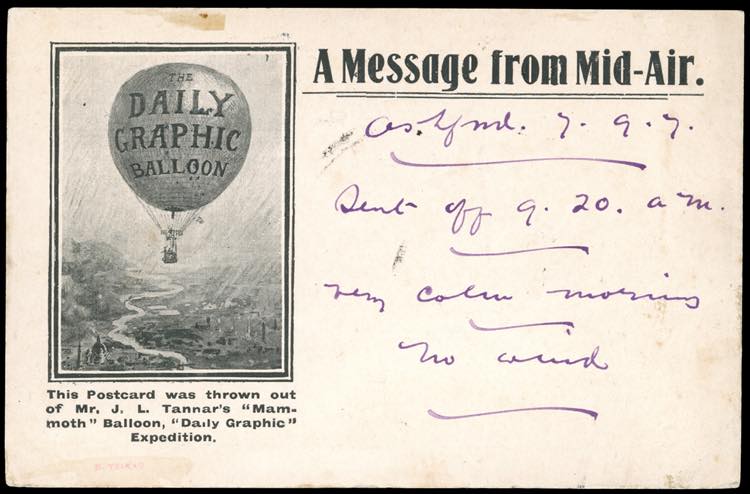 THE
DAILY
GRAPHIC
BALLOON
This Postcard was thrown out
of Mr. J. L. Tannar's "Mam-
moth" Balloon, "Daily Graphic"
Expedition.
A Message from Mid-Air.
Ashford. 7. 9. 7.
Sent off 9. 20. a m.
very calm morning
no wind